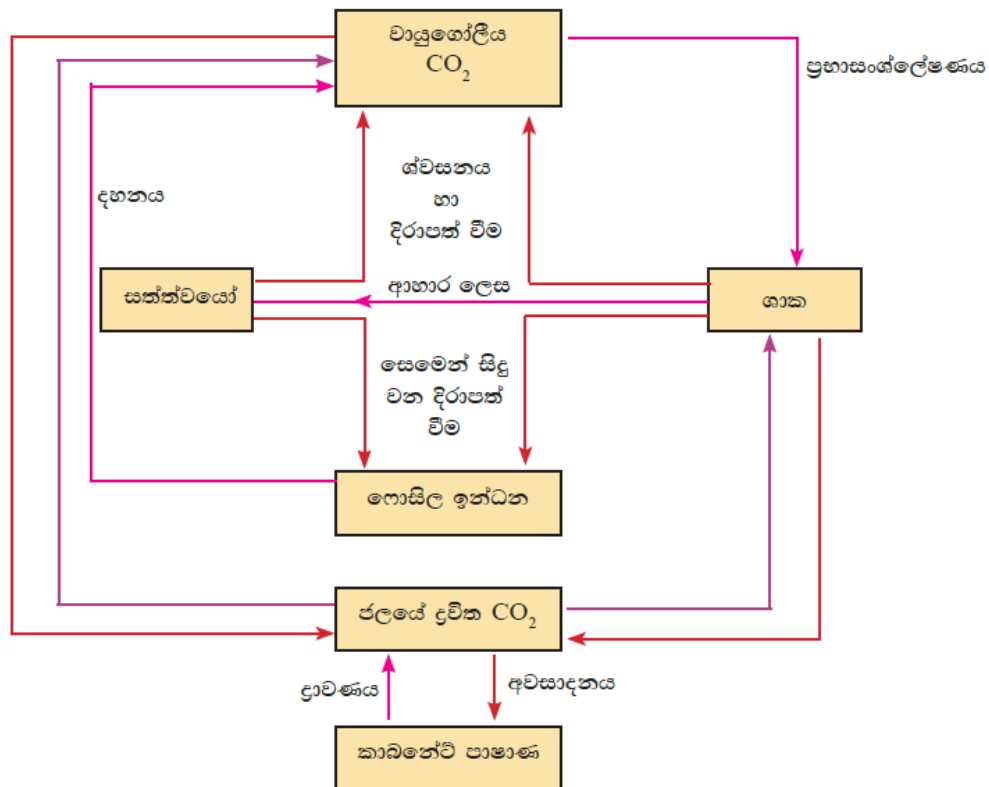 වායුගෝලීය
CO₂
ප්‍රභාසංශ්ලේෂණය
ශ්වසනය
හා
දිරාපත් වීම
දහනය
සත්ත්වයෝ
ආහාර ලෙස
ශාක
සෙමෙන් සිදු
වන දිරාපත්
වීම
ෆොසිල ඉන්ධන
ජලයේ ද්‍රවිත CO₂
ද්‍රාවණය
අවසාදනය
කාබනේට් පාෂාණ